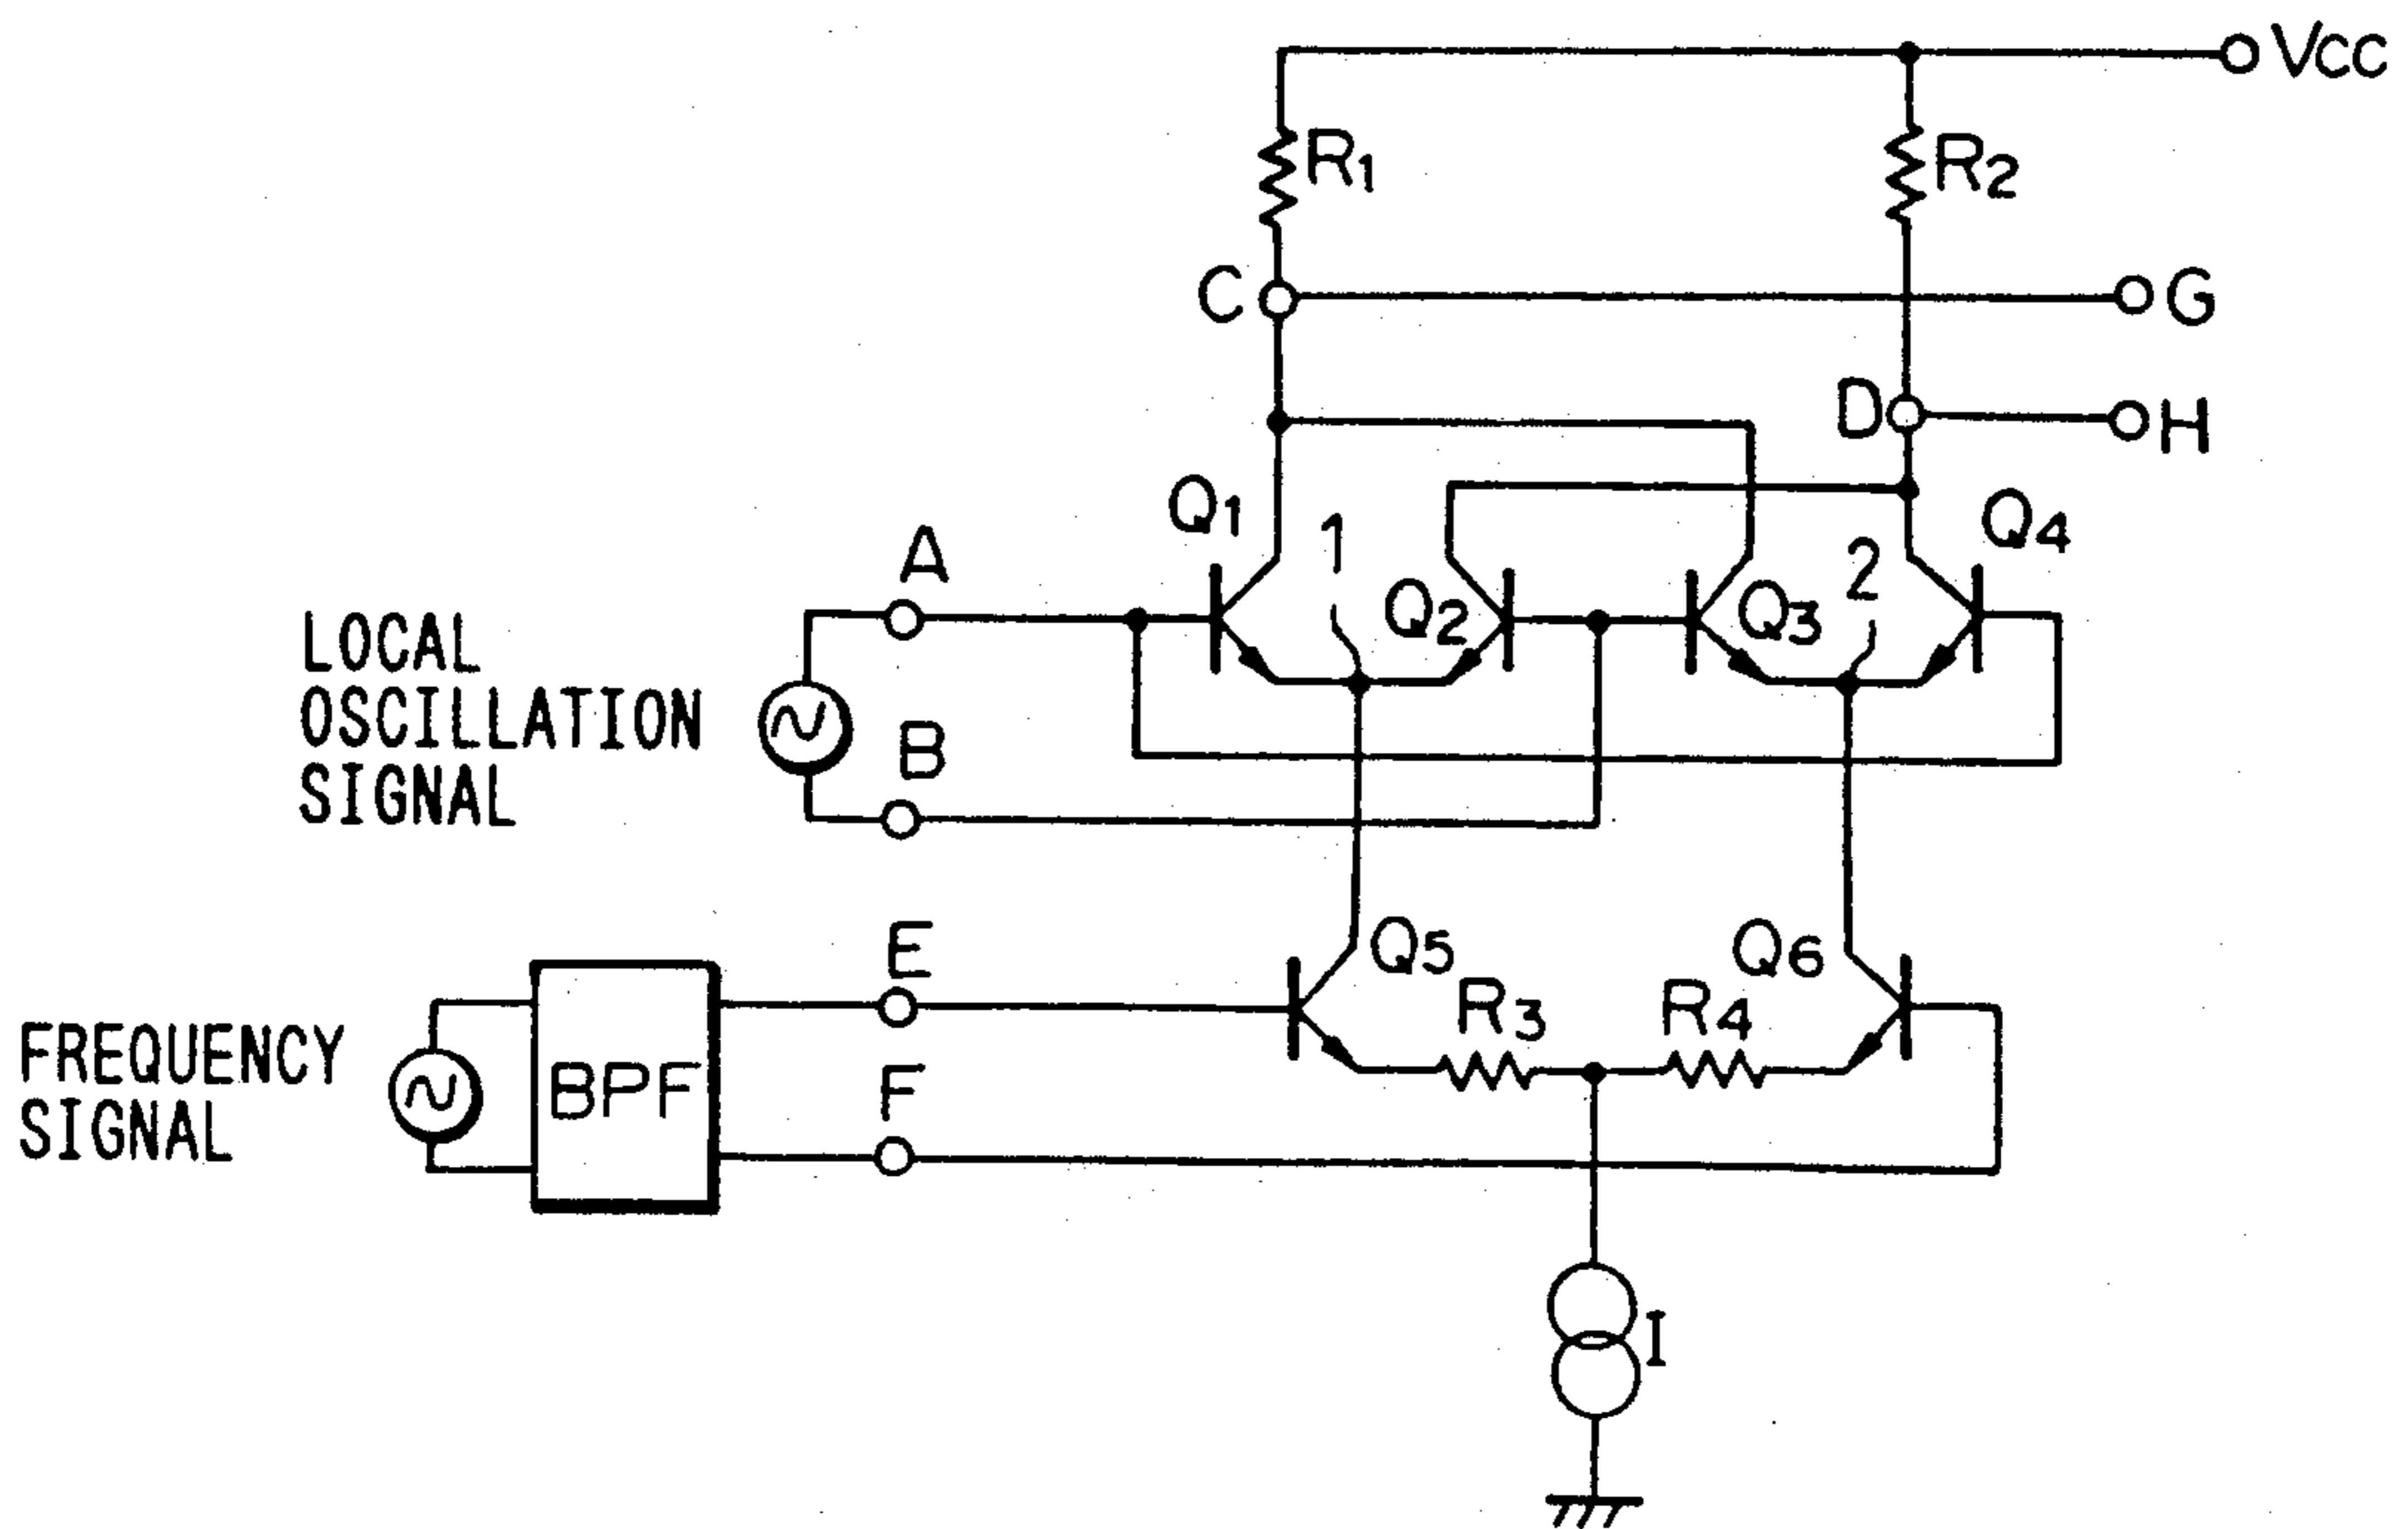 VCC
R1
R2
C
G
D
H
Q1
1
Q2
Q3
2
Q4
A
LOCAL
OSCILLATION
SIGNAL
B
E
Q5
Q6
R3
R4
FREQUENCY
SIGNAL
BPF
F
I